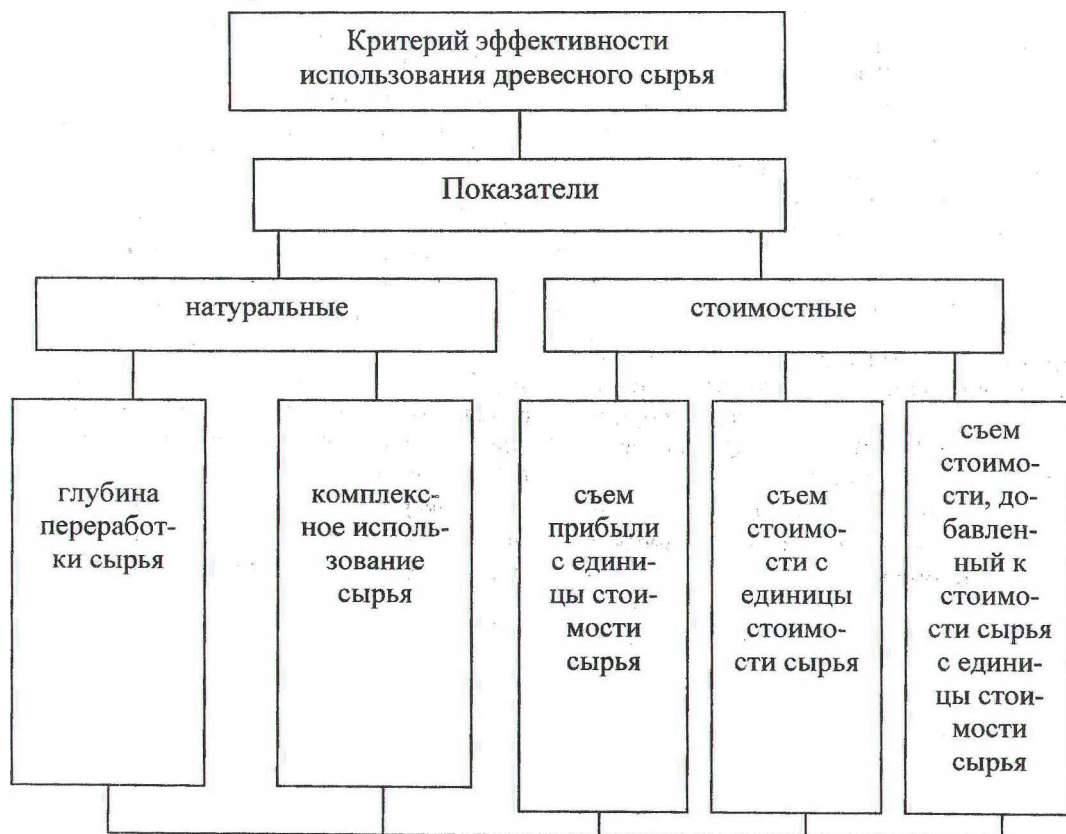 Критерий эффективности
использования древесного сырья
Показатели
натуральные
стоимостные
глубина
переработ-
ки сырья
комплекс-
ное исполь-
зование
сырья
съем
прибыли
с едини-
цы стои-
мости
сырья
съем
стоимо-
сти с
единицы
стоимо-
сти сырья
съем
стоимо-
сти, до-
бавлен-
ный к
стоимо-
сти сырья
с едини-
цы стои-
мости
сырья